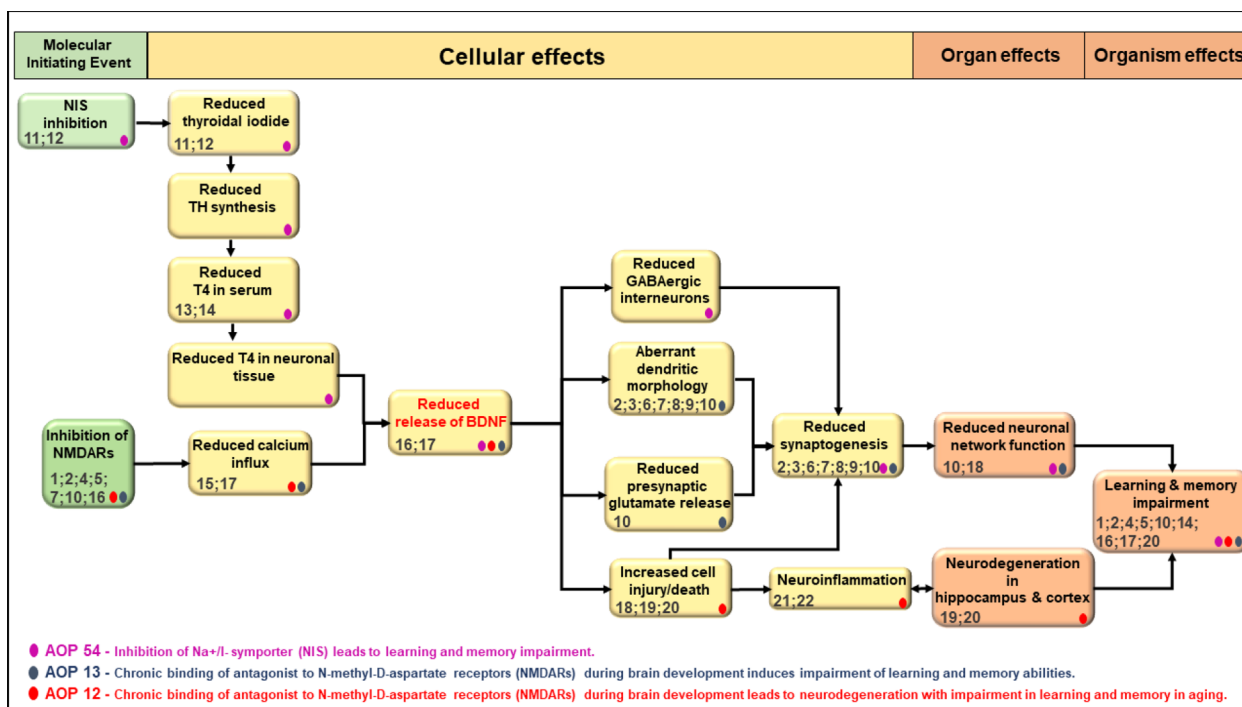 Molecular
Initiating Event
Cellular effects
Organ effects
Organism effects
NIS
inhibition
11;12
Reduced
thyroidal iodide
11;12
Reduced
TH synthesis
Reduced
T4 in serum
13;14
Reduced T4 in neuronal
tissue
Inhibition of
NMDARs
1;2;4;5;
7;10;16
Reduced calcium
influx
15;17
Reduced
release of BDNF
16;17
Reduced
GABAergic
interneurons
Aberrant
dendritic
morphology
2;3;6;7;8;9;10
Reduced
presynaptic
glutamate release
10
Increased cell
injury/death
18;19;20
Reduced
synaptogenesis
2;3;6;7;8;9;10
Neuroinflammation
21;22
Reduced neuronal
network function
10;18
Neurodegeneration
in
hippocampus & cortex
19;20
Learning & memory
impairment
1;2;4;5;10;14;
16;17;20
AOP 54 - Inhibition of Na+/I- symporter (NIS) leads to learning and memory impairment.
AOP 13 - Chronic binding of antagonist to N-methyl-D-aspartate receptors (NMDARs) during brain development induces impairment of learning and memory abilities.
AOP 12 - Chronic binding of antagonist to N-methyl-D-aspartate receptors (NMDARs) during brain development leads to neurodegeneration with impairment in learning and memory in aging.